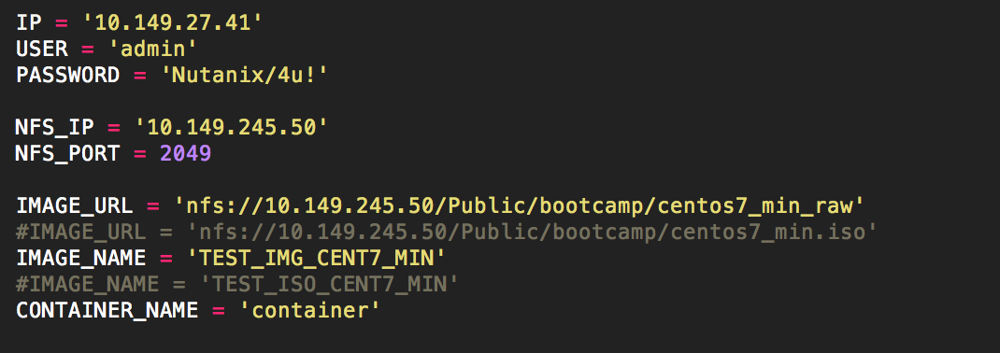 IP = '10.149.27.41'
USER = 'admin'
PASSWORD = 'Nutanix/4u!'
NFS_IP = '10.149.245.50'
NFS_PORT = 2049
IMAGE_URL = 'nfs://10.149.245.50/Public/bootcamp/centos7_min_raw'
#IMAGE_URL = 'nfs://10.149.245.50/Public/bootcamp/centos7_min.iso'
IMAGE_NAME = 'TEST_IMG_CENT7_MIN'
#IMAGE_NAME = 'TEST_ISO_CENT7_MIN'
CONTAINER_NAME = 'container'